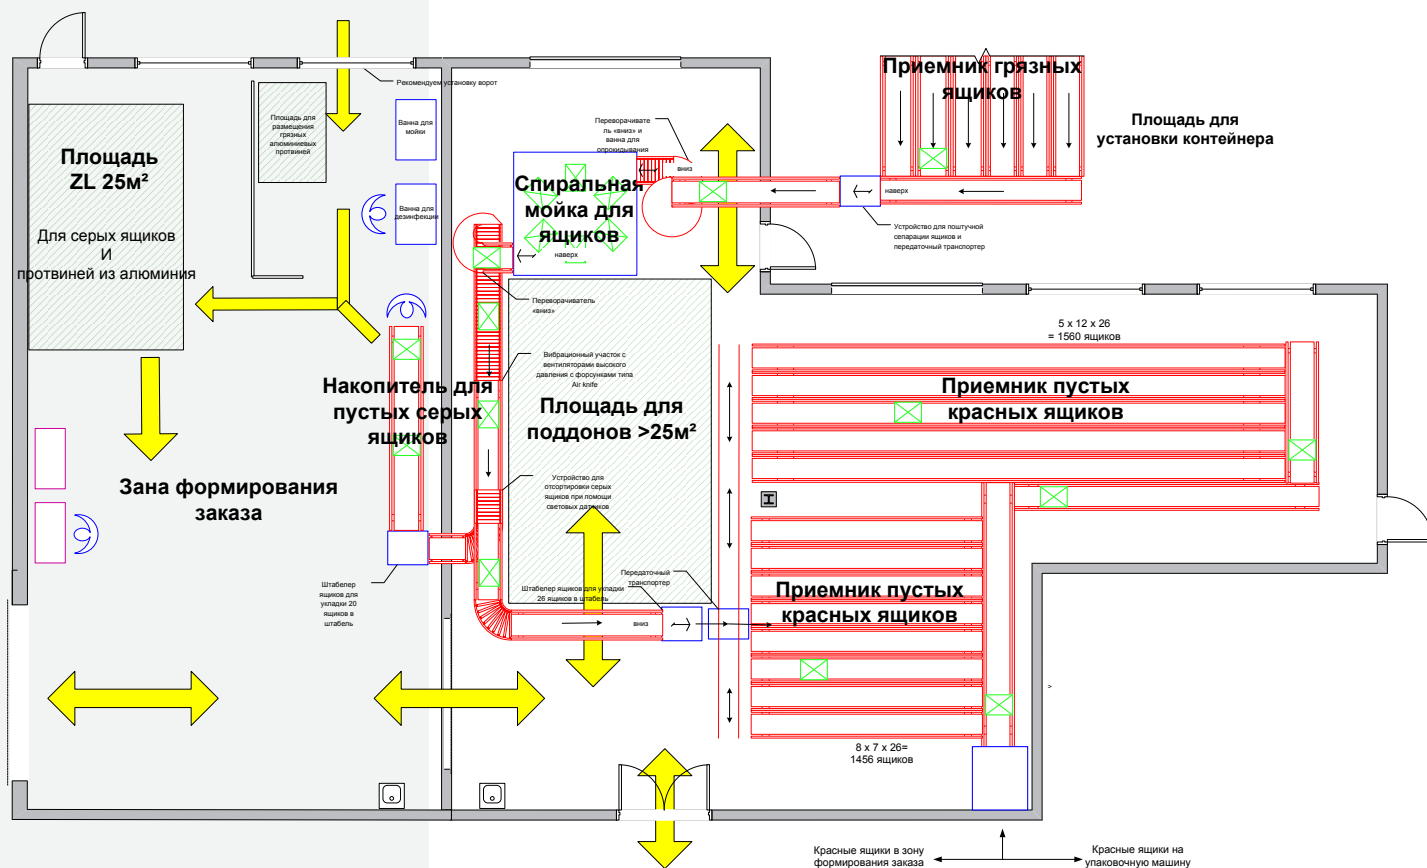 Рекомендуем установку ворот
Площадь
ZL 25м²
Для серых ящиков
И
протвиней из алюминия
Площадь для
размещения
грязных
алюминиевых
протвиней
Ванна для
мойки
Ванна для
дезинфекции
Переворачивате
ль «вниз» и
ванна для
опрокидывания
вниз
Спиральная
мойка для
ящиков
наверх
Приемник грязных
ящиков
наверх
Площадь для
установки контейнера
Устройство для поштучной
сепарации ящиков и
передаточный транспортер
Переворачиватель
«вниз»
Вибрационный участок с
вентиляторами высокого
давления с форсунками типа
Air knife
Накопитель для
пустых серых
ящиков
Площадь для
поддонов >25м²
5 x 12 x 26
= 1560 ящиков
Приемник пустых
красных ящиков
Зана формирования
заказа
Устройство для
отсортировки серых
ящиков при помощи
световых датчиков
Штабелер
ящиков для
укладки 20
ящиков в
штабель
Штабелер ящиков для укладки
26 ящиков в штабель
вниз
Передаточный
транспортер
Приемник пустых
красных ящиков
8 x 7 x 26=
1456 ящиков
Красные ящики в зону
формирования заказа
Красные ящики на
упаковочную машину